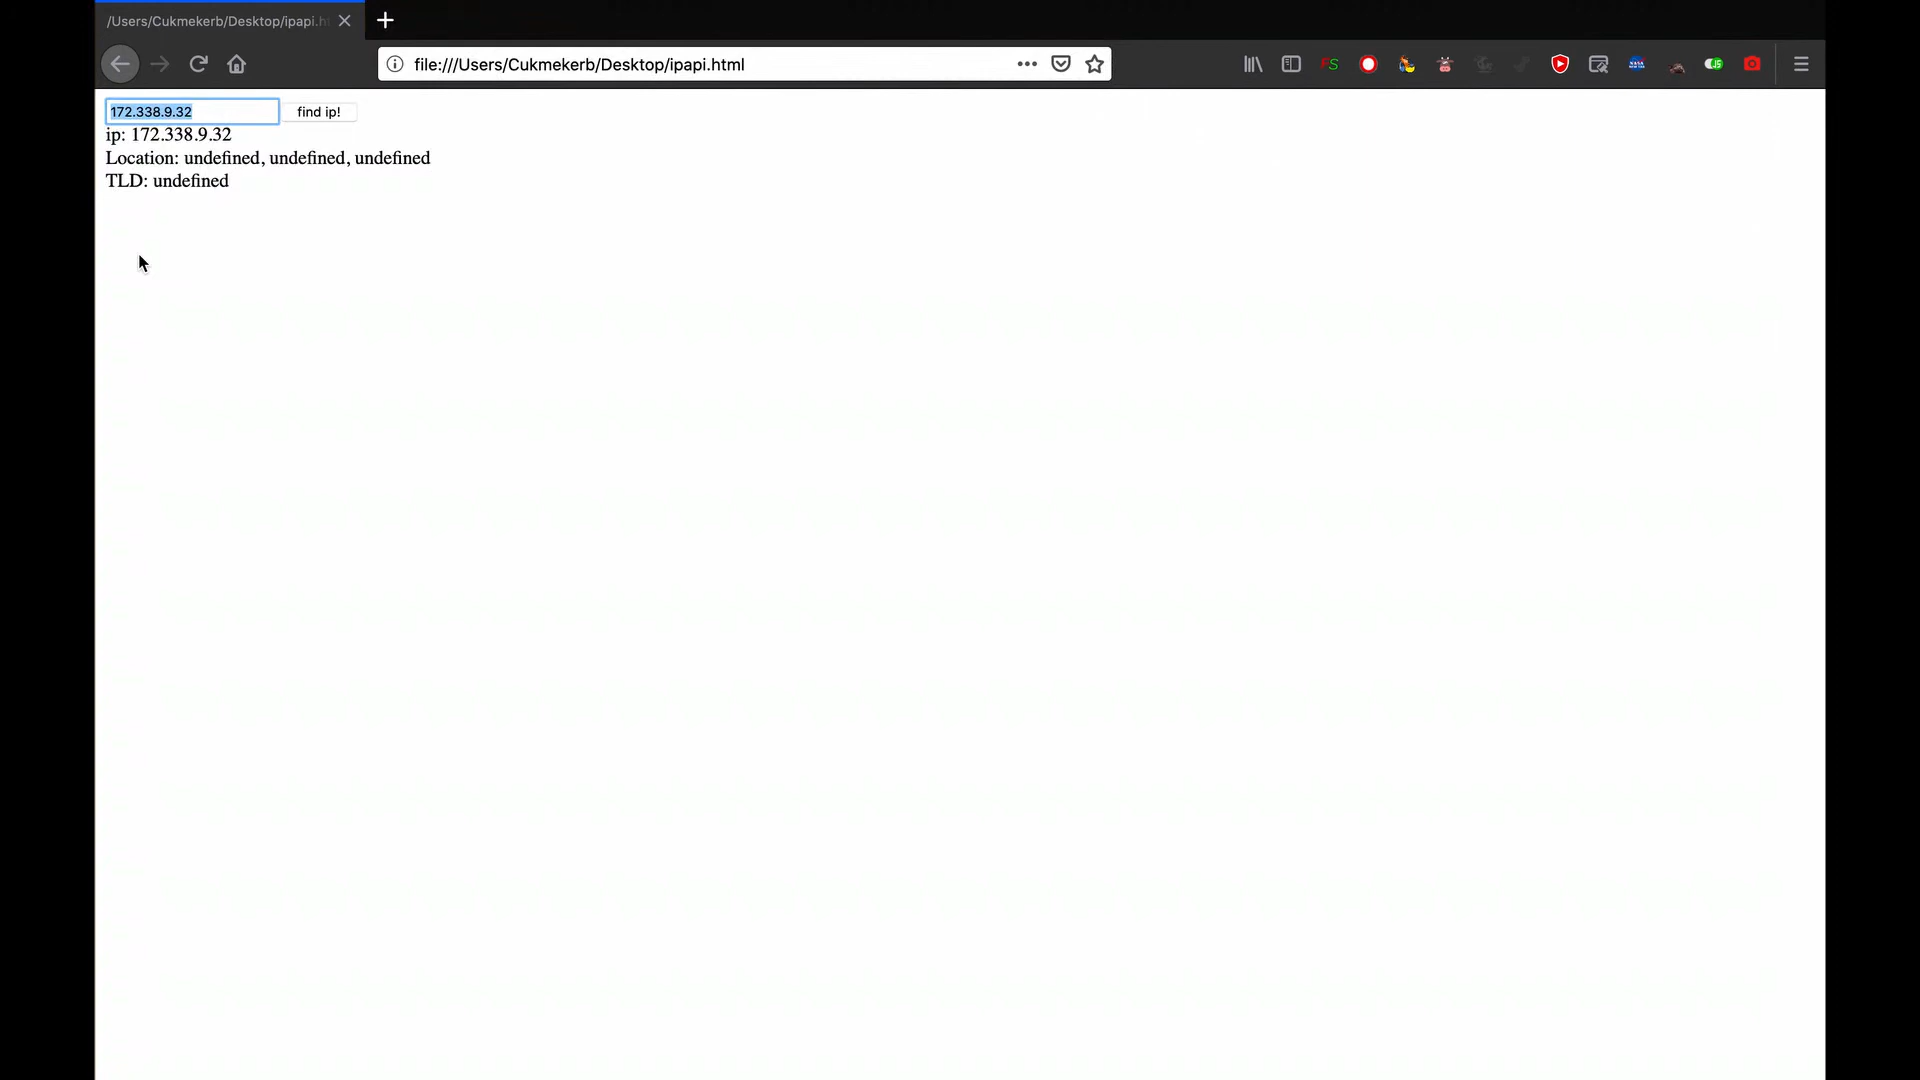 /Users/Cukmekerb/Desktop/ipapi.h
file:///Users/Cukmekerb/Desktop/ipapi.html
172.338.9.32 find ip!
ip: 172.338.9.32
Location: undefined, undefined, undefined
TLD: undefined